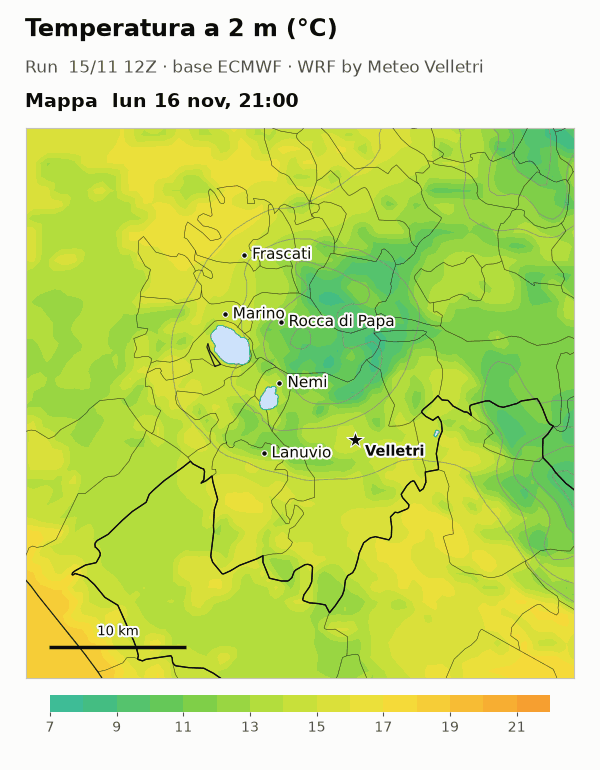 Temperatura a 2 m (°C)
Run  15/11 12Z · base ECMWF · WRF by Meteo Velletri
Mappa  lun 16 nov, 21:00
Frascati
Marino
Rocca di Papa
Nemi
Velletri
Lanuvio
10 km
7 9 11 13 15 17 19 21